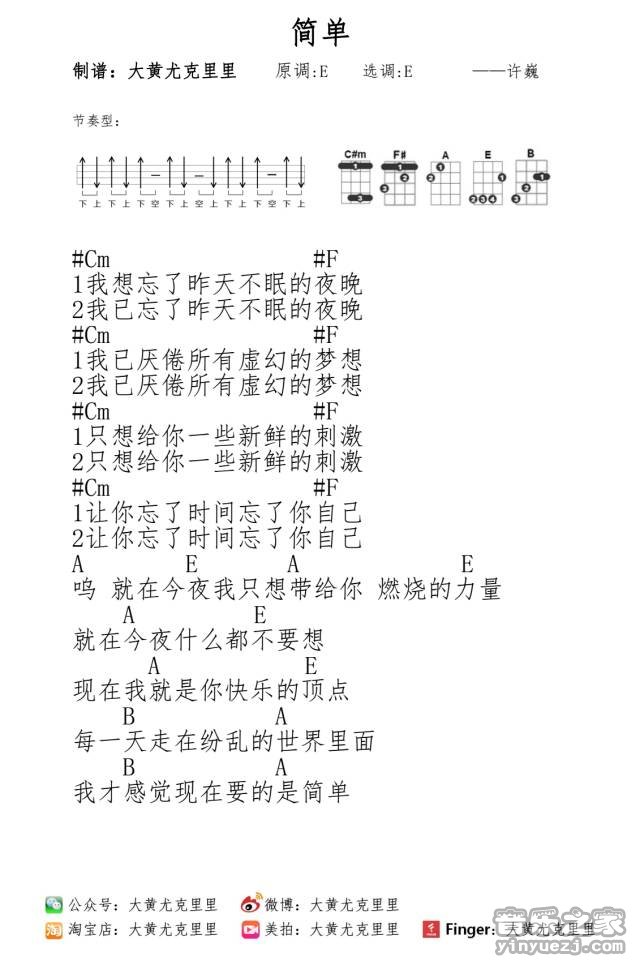 简单
制谱：大黄尤克里里 原调:E 选调:E ——许巍
节奏型：
C#m F# A E B
下 上 下 上 下 空 上 空 上 下 上 下 空 下 上
#Cm #F
1我想忘了昨天不眠的夜晚
2我已忘了昨天不眠的夜晚
#Cm #F
1我已厌倦所有虚幻的梦想
2我已厌倦所有虚幻的梦想
#Cm #F
1只想给你一些新鲜的刺激
2只想给你一些新鲜的刺激
#Cm #F
1让你忘了时间忘了你自己
2让你忘了时间忘了你自己
A E A E
呜 就在今夜我只想带给你 燃烧的力量
A E
就在今夜什么都不要想
A E
现在我就是你快乐的顶点
B A
每一天走在纷乱的世界里面
B A
我才感觉现在要的是简单
公众号：大黄尤克里里 微博：大黄尤克里里
淘宝店：大黄尤克里里 美拍：大黄尤克里里 Finger：大黄尤克里里
音乐之家
yinyuezj.com